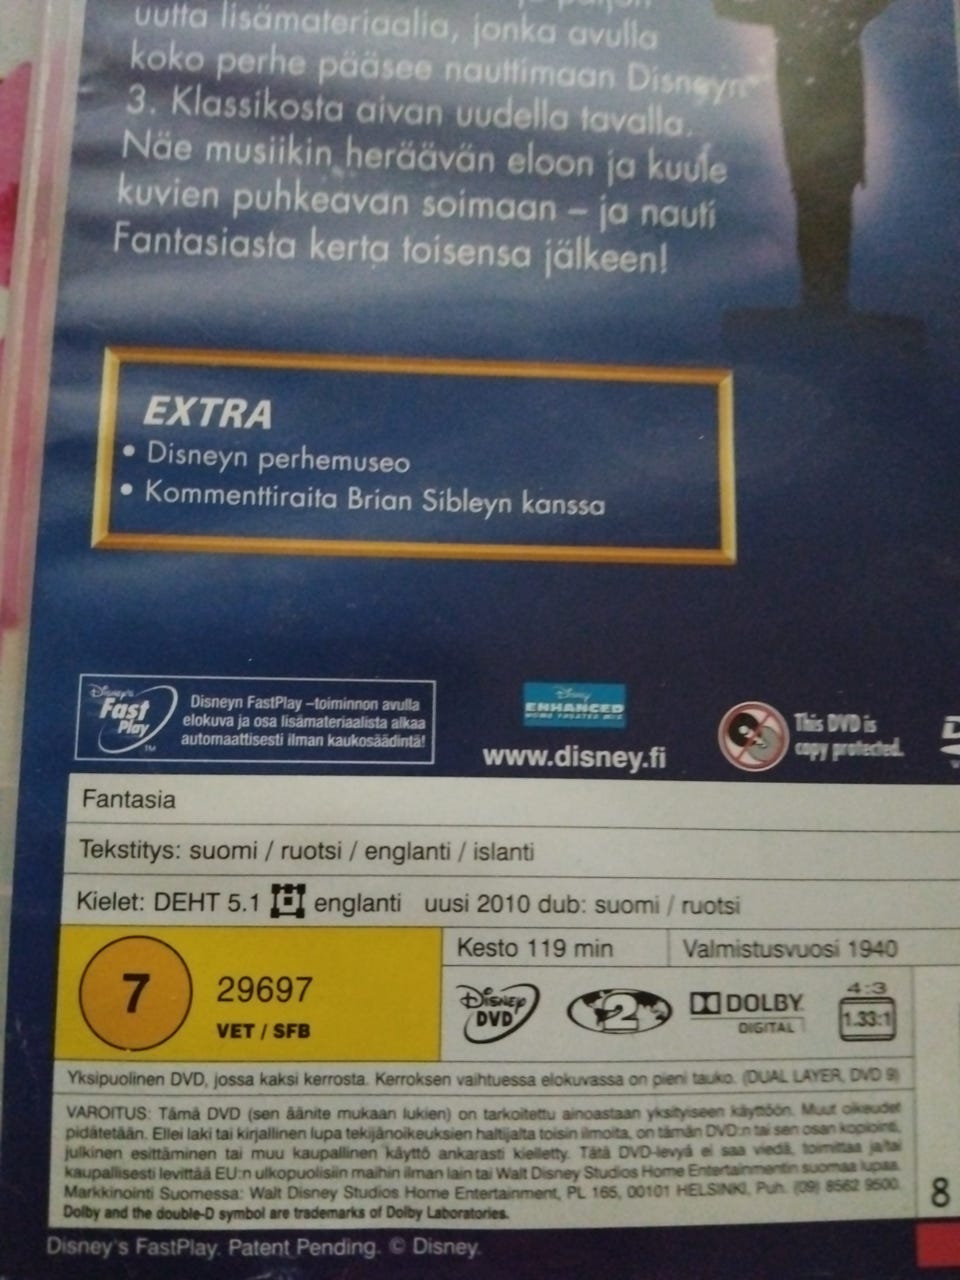 uutta lisämateriaalia, jonka avulla
koko perhe pääsee nauttimaan Disneyn
3. Klassikosta aivan uudella tavalla.
Näe musiikin heräävän eloon ja kuule
kuvien puhkeavan soimaan – ja nauti
Fantasiasta kerta toisensa jälkeen!
EXTRA
• Disneyn perhemuseo
• Kommenttiraita Brian Sibleyn kanssa
Disney's
Fast
Play
TM
Disneyn FastPlay –toiminnon avulla
elokuva ja osa lisämateriaalista alkaa
automaattisesti ilman kaukosäädintä!
Disney
ENHANCED
HOME THEATER MIX
www.disney.fi
This DVD is
copy protected.
Fantasia
Tekstitys: suomi / ruotsi / englanti / islanti
Kielet: DEHT 5.1 englanti uusi 2010 dub: suomi / ruotsi
7
29697
VET / SFB
Kesto 119 min
Valmistusvuosi 1940
DISNEY
DVD
2
DOLBY
DIGITAL
4:3
1.33:1
Yksipuolinen DVD, jossa kaksi kerrosta. Kerroksen vaihtuessa elokuvassa on pieni tauko. (DUAL LAYER, DVD 9)
VAROITUS: Tämä DVD (sen äänite mukaan lukien) on tarkoitettu ainoastaan yksityiseen käyttöön. Muut oikeudet
pidätetään. Ellei laki tai kirjallinen lupa tekijänoikeuksien haltijalta toisin ilmoita, on tämän DVD:n tai sen osan kopiointi,
julkinen esittäminen tai muu kaupallinen käyttö ankarasti kielletty. Tätä DVD-levyä ei saa viedä, toimittaa ja/tai
kaupallisesti levittää EU:n ulkopuolisiin maihin ilman lain tai Walt Disney Studios Home Entertainmentin suomaa lupaa.
Markkinointi Suomessa: Walt Disney Studios Home Entertainment, PL 165, 00101 HELSINKI, Puh. (09) 8562 9500.
Dolby and the double-D symbol are trademarks of Dolby Laboratories.
8
Disney's FastPlay. Patent Pending. © Disney.